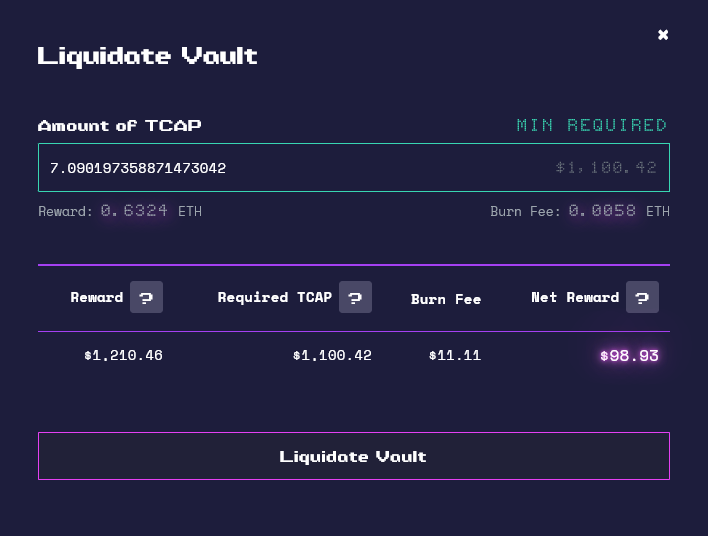 Liquidate Vault ✖
Amount of TCAP MIN REQUIRED
7.090197358871473042 $1,100.42
Reward: 0.6324 ETH Burn Fee: 0.0058 ETH
Reward ? Required TCAP ? Burn Fee Net Reward ?
$1,210.46 $1,100.42 $11.11 $98.93
Liquidate Vault